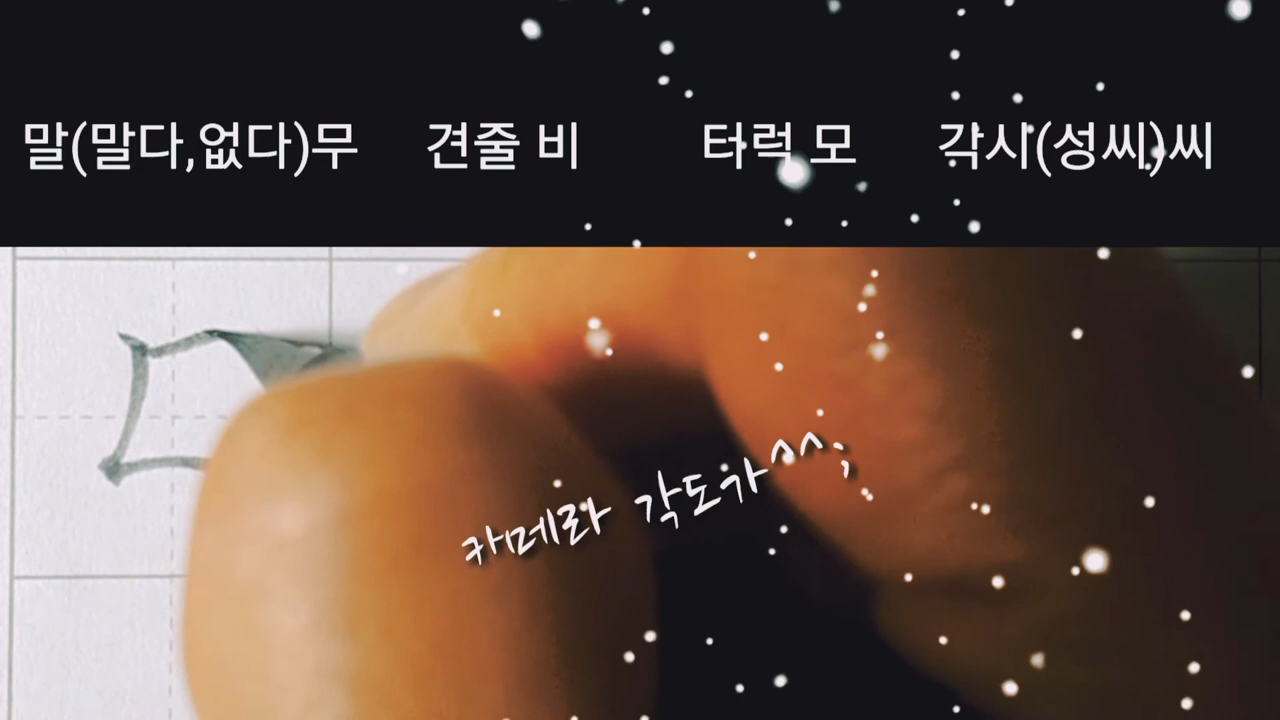 말(말다,없다)무 견줄 비 터럭 모 각시(성씨)씨
카메라 각도가^^;